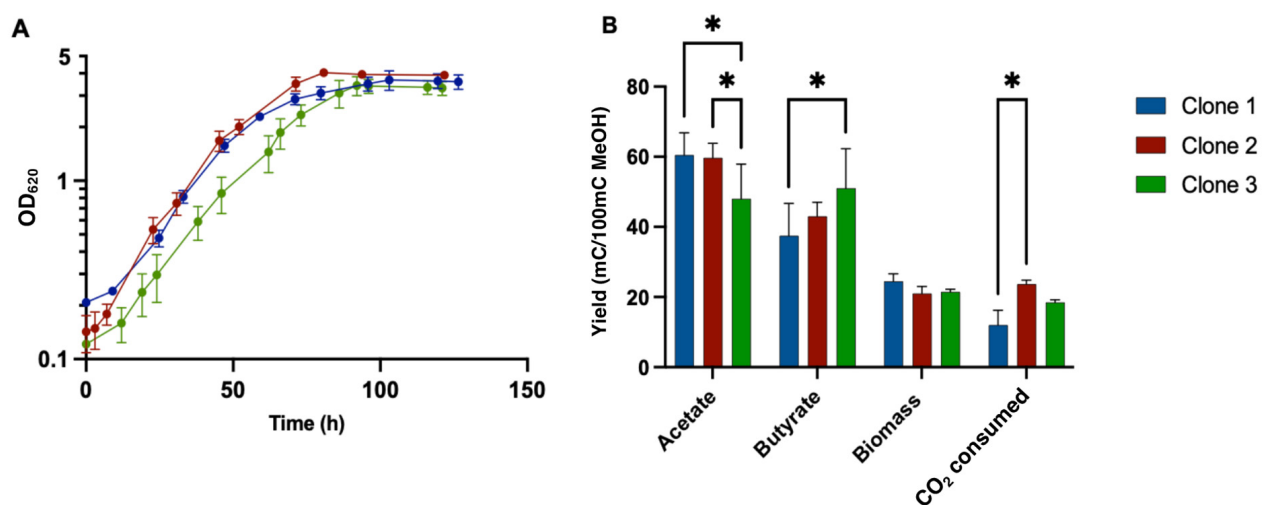 A
OD₆₂₀
5
1
0.1
0
50
100
150
Time (h)
B
Yield (mC/100mC MeOH)
80
60
40
20
0
*
*
*
*
Acetate
Butyrate
Biomass
CO₂ consumed
Clone 1
Clone 2
Clone 3